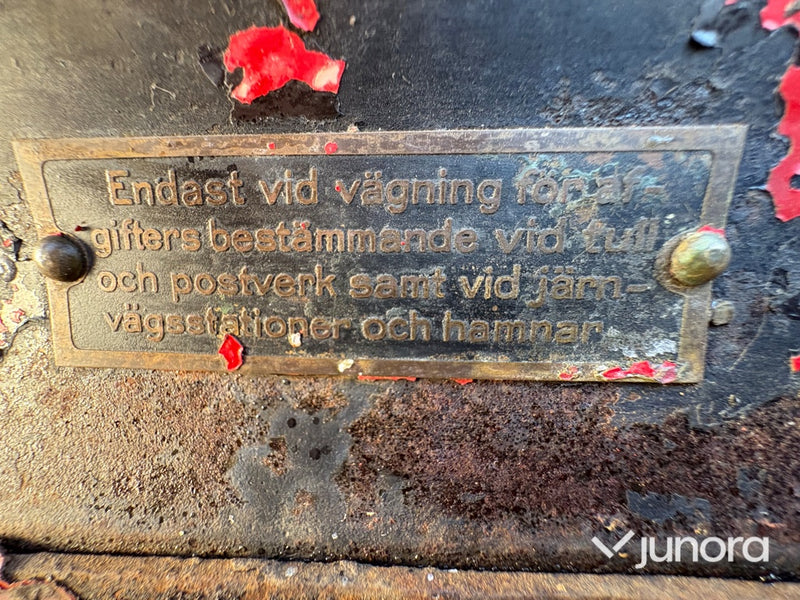 Endast vid vägning för af-
gifters bestämmande vid tull
och postverk samt vid järn-
vägsstationer och hamnar
junora